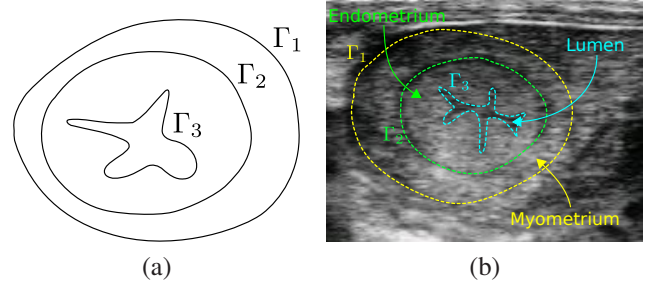 Γ₁
Γ₂
Γ₃
(a)
Endometrium
Lumen
Γ₁
Γ₃
Γ₂
Myometrium
(b)